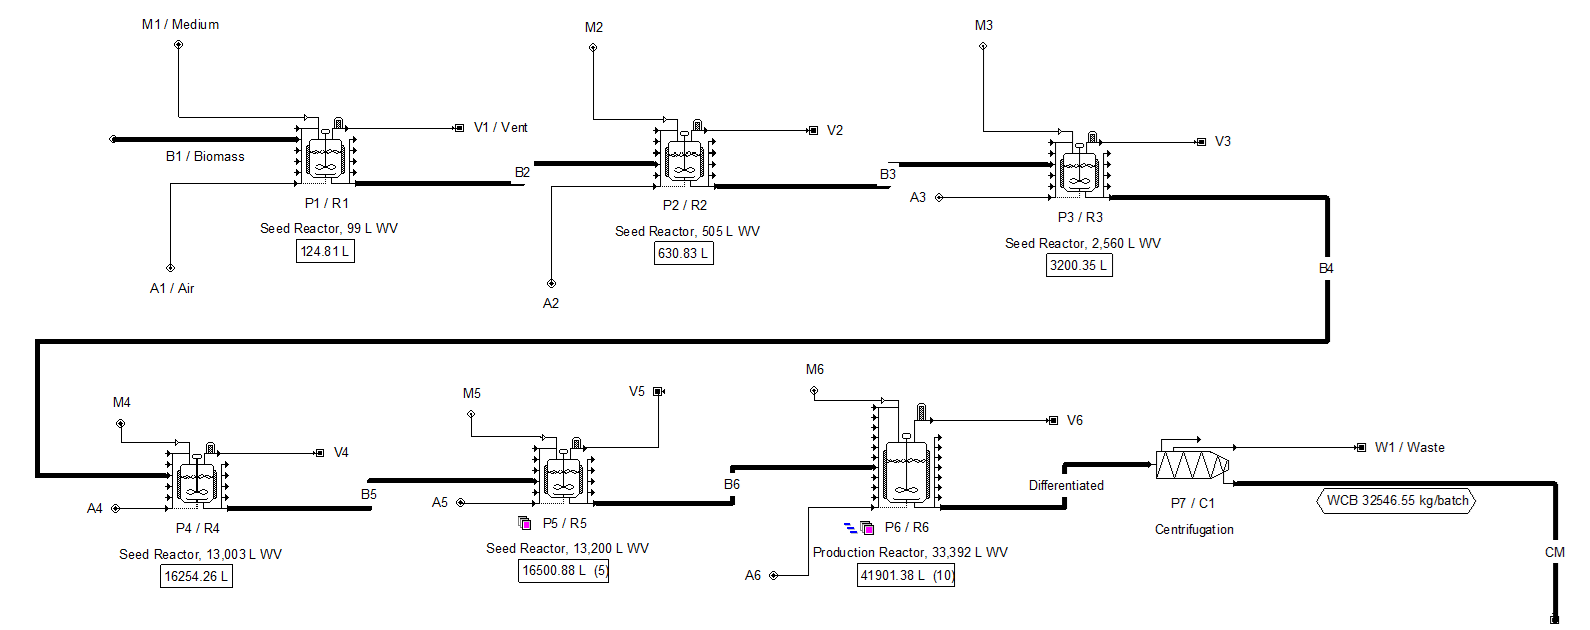 M1 / Medium
M2
M3
V1 / Vent
V2
V3
B1 / Biomass
B2
B3
A3
P1 / R1
Seed Reactor, 99 L WV
124.81 L
P2 / R2
Seed Reactor, 505 L WV
630.83 L
P3 / R3
Seed Reactor, 2,560 L WV
3200.35 L
A1 / Air
A2
B4
M4
M5
V5
M6
V4
V6
W1 / Waste
A4
B5
A5
B6
Differentiated
P4 / R4
Seed Reactor, 13,003 L WV
16254.26 L
P5 / R5
Seed Reactor, 13,200 L WV
16500.88 L (5)
P6 / R6
Production Reactor, 33,392 L WV
41901.38 L (10)
A6
P7 / C1
Centrifugation
WCB 32546.55 kg/batch
CM